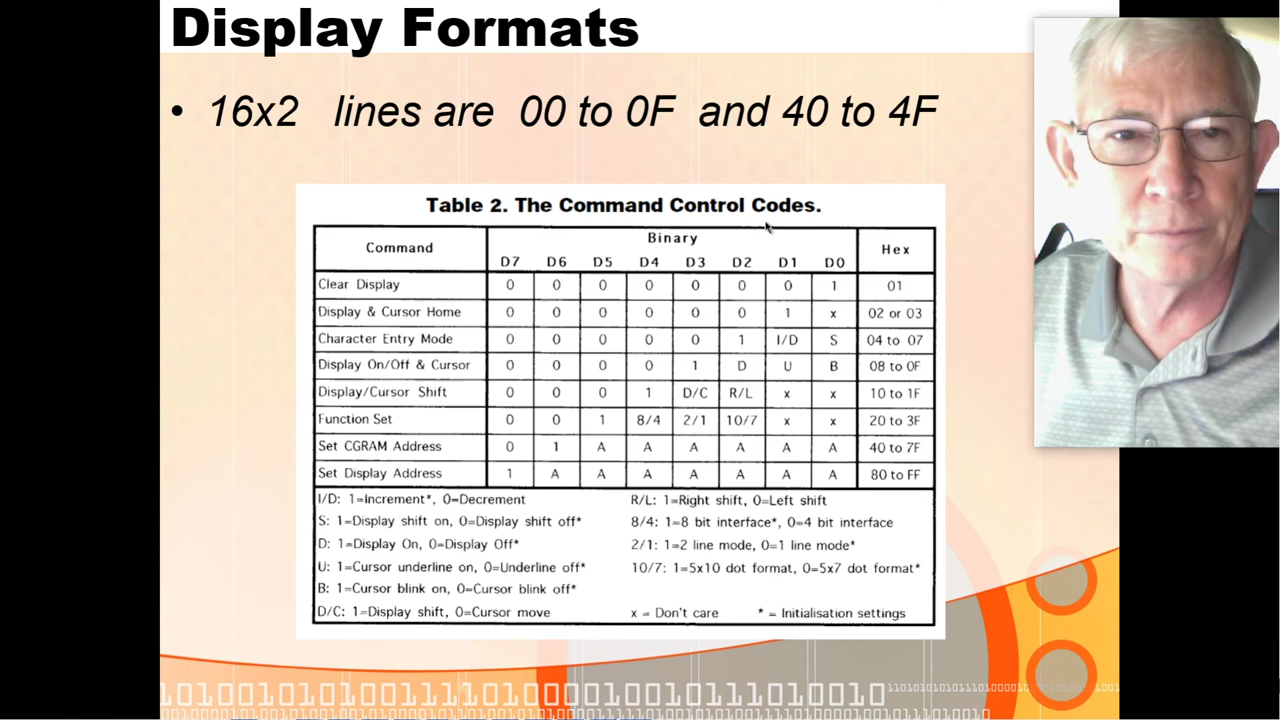 Display Formats
• 16x2 lines are 00 to 0F and 40 to 4F
Table 2. The Command Control Codes.
Command Binary Hex
D7 D6 D5 D4 D3 D2 D1 D0
Clear Display 0 0 0 0 0 0 0 1 01
Display & Cursor Home 0 0 0 0 0 0 1 x 02 or 03
Character Entry Mode 0 0 0 0 0 1 I/D S 04 to 07
Display On/Off & Cursor 0 0 0 0 1 D U B 08 to 0F
Display/Cursor Shift 0 0 0 1 D/C R/L x x 10 to 1F
Function Set 0 0 1 8/4 2/1 10/7 x x 20 to 3F
Set CGRAM Address 0 1 A A A A A A 40 to 7F
Set Display Address 1 A A A A A A A 80 to FF
I/D: 1=Increment*, 0=Decrement R/L: 1=Right shift, 0=Left shift
S: 1=Display shift on, 0=Display shift off* 8/4: 1=8 bit interface*, 0=4 bit interface
D: 1=Display On, 0=Display Off* 2/1: 1=2 line mode, 0=1 line mode*
U: 1=Cursor underline on, 0=Underline off* 10/7: 1=5x10 dot format, 0=5x7 dot format*
B: 1=Cursor blink on, 0=Cursor blink off*
D/C: 1=Display shift, 0=Cursor move x = Don't care * = Initialisation settings